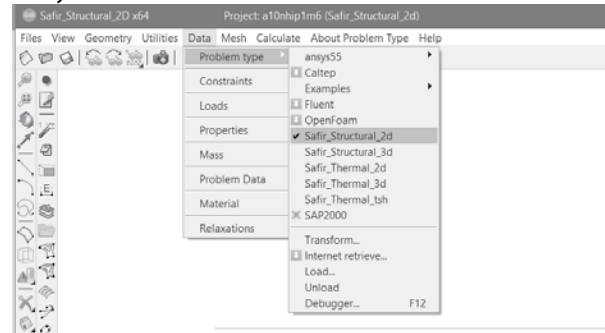 Safir_Structural_2D x64 Project: a10nhip1m6 (Safir_Structural_2d)
Files View Geometry Utilities Data Mesh Calculate About Problem Type Help
Problem type
Constraints
Loads
Properties
Mass
Problem Data
Material
Relaxations
ansys55
Caltep
Examples
Fluent
OpenFoam
Safir_Structural_2d
Safir_Structural_3d
Safir_Thermal_2d
Safir_Thermal_3d
Safir_Thermal_tsh
SAP2000
Transform...
Internet retrieve...
Load...
Unload
Debugger... F12